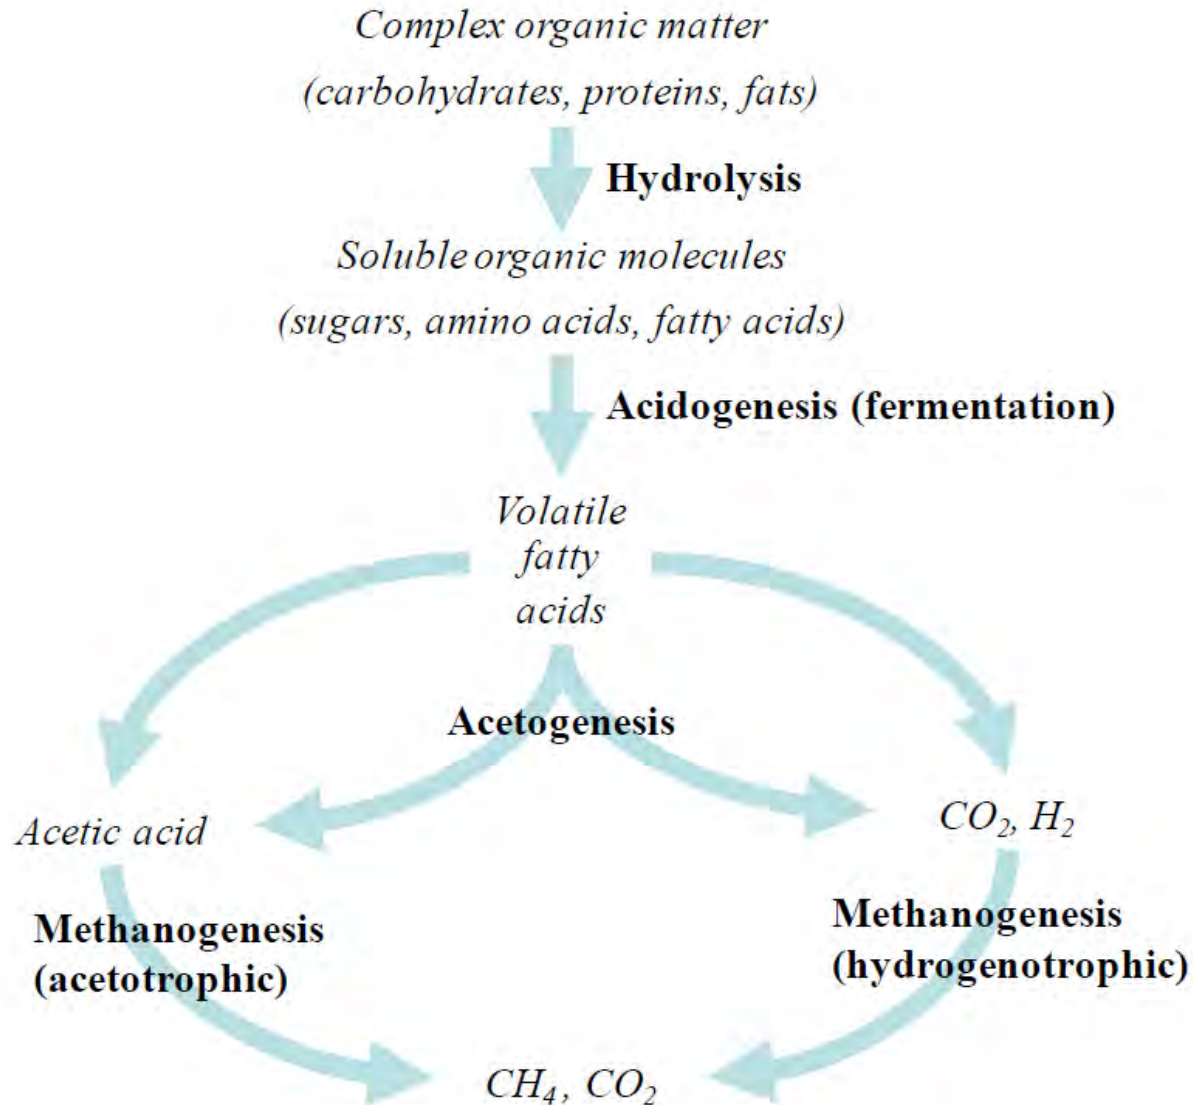 Complex organic matter
(carbohydrates, proteins, fats)
Hydrolysis
Soluble organic molecules
(sugars, amino acids, fatty acids)
Acidogenesis (fermentation)
Volatile
fatty
acids
Acetogenesis
Acetic acid
CO₂, H₂
Methanogenesis
(acetotrophic)
Methanogenesis
(hydrogenotrophic)
CH₄, CO₂